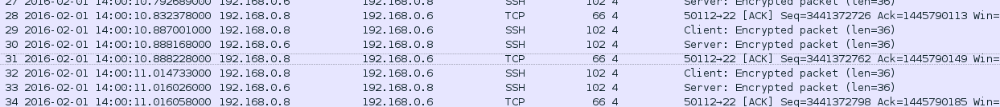 27 2016-02-01 14:00:10.792689000 192.168.0.6 192.168.0.8 SSH 102 4 Server: Encrypted packet (len=36)
28 2016-02-01 14:00:10.832378000 192.168.0.8 192.168.0.6 TCP 66 4 50112→22 [ACK] Seq=3441372726 Ack=1445790113 Win=
29 2016-02-01 14:00:10.887001000 192.168.0.8 192.168.0.6 SSH 102 4 Client: Encrypted packet (len=36)
30 2016-02-01 14:00:10.888168000 192.168.0.6 192.168.0.8 SSH 102 4 Server: Encrypted packet (len=36)
31 2016-02-01 14:00:10.888228000 192.168.0.8 192.168.0.6 TCP 66 4 50112→22 [ACK] Seq=3441372762 Ack=1445790149 Win=
32 2016-02-01 14:00:11.014733000 192.168.0.8 192.168.0.6 SSH 102 4 Client: Encrypted packet (len=36)
33 2016-02-01 14:00:11.016026000 192.168.0.6 192.168.0.8 SSH 102 4 Server: Encrypted packet (len=36)
34 2016-02-01 14:00:11.016058000 192.168.0.8 192.168.0.6 TCP 66 4 50112→22 [ACK] Seq=3441372798 Ack=1445790185 Win=